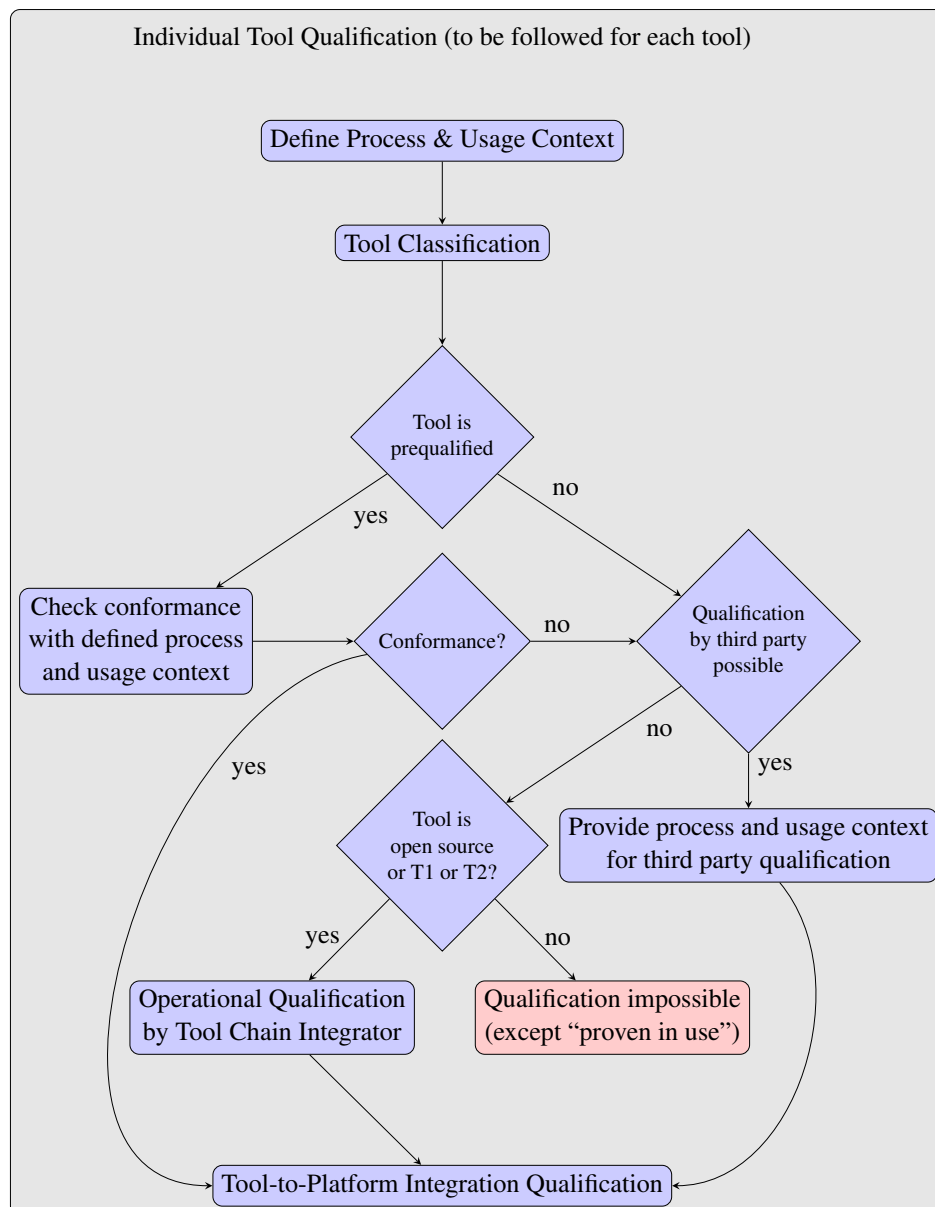 Individual Tool Qualification (to be followed for each tool)
Define Process & Usage Context
Tool Classification
Tool is
prequalified
yes
no
Check conformance
with defined process
and usage context
Conformance?
no
Qualification
by third party
possible
yes
no
yes
Tool is
open source
or T1 or T2?
Provide process and usage context
for third party qualification
yes
no
Operational Qualification
by Tool Chain Integrator
Qualification impossible
(except “proven in use”)
Tool-to-Platform Integration Qualification